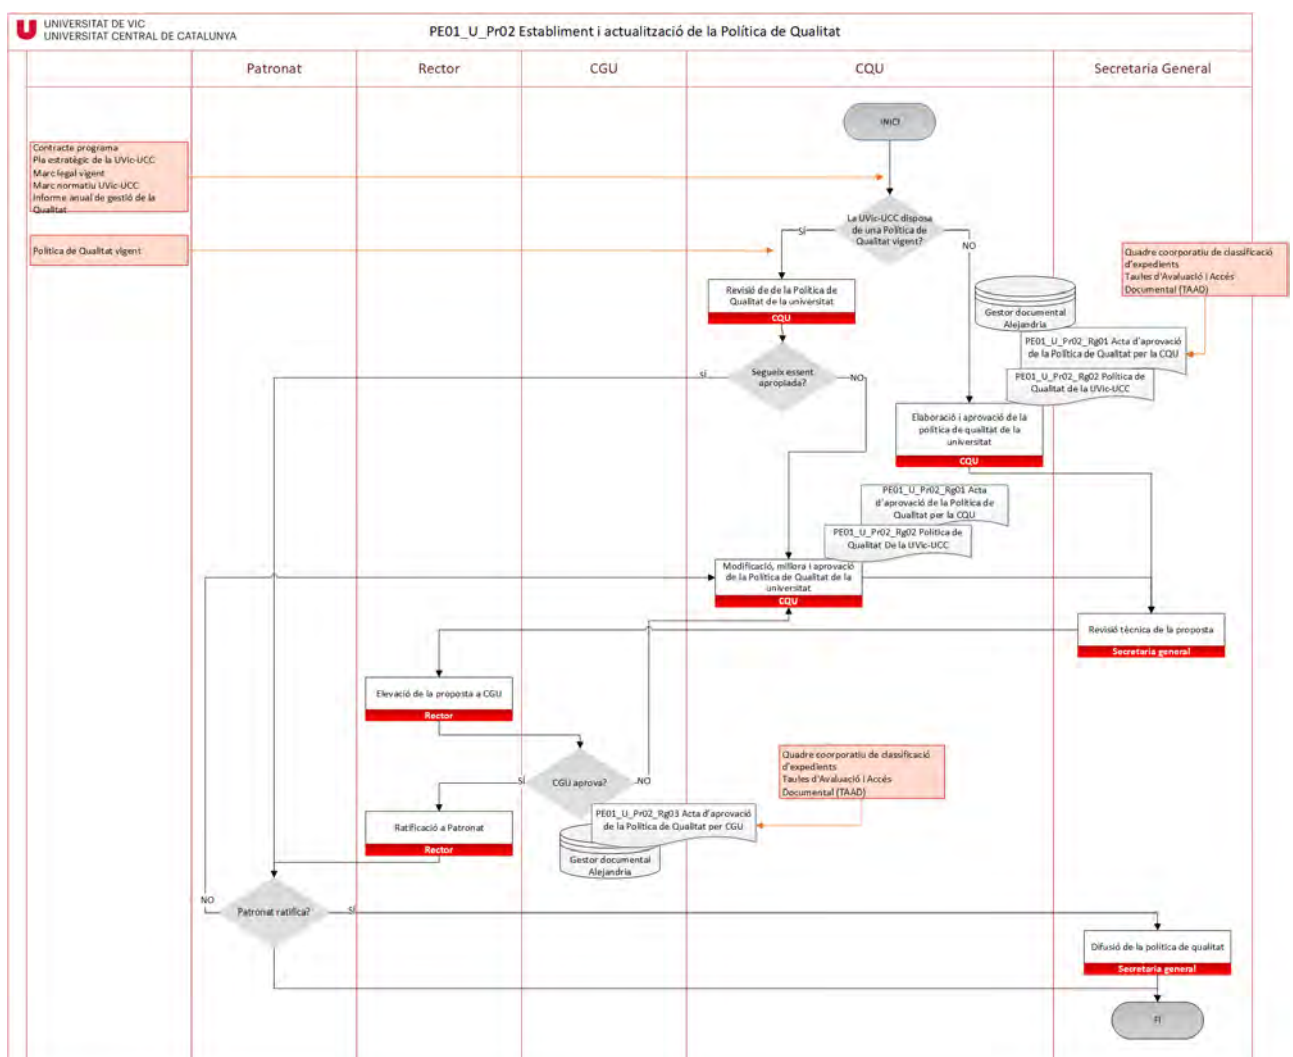 UNIVERSITAT DE VIC
UNIVERSITAT CENTRAL DE CATALUNYA
PE01_U_Pr02 Establiment i actualització de la Política de Qualitat
Patronat
Rector
CGU
CQU
Secretaria General
INICI
Contracte programa
Pla estratègic de la UVic-UCC
Marc legal vigent
Marc normatiu UVic-UCC
Informe anual de gestió de la
Qualitat
La UVic-UCC disposa
de una Política de
Qualitat vigent?
SÍ
NO
Política de Qualitat vigent
Quadre coorporatiu de classificació
d'expedients
Taules d'Avaluació i Accés
Documental (TAAD)
Revisió de de la Política de
Qualitat de la universitat
CQU
Gestor documental
Alejandria
PE01_U_Pr02_Rg01 Acta d'aprovació
de la Política de Qualitat per la CQU
PE01_U_Pr02_Rg02 Política de
Qualitat de la UVic-UCC
Segueix essent
apropiada?
SÍ
NO
Elaboració i aprovació de la
política de qualitat de la
universitat
CQU
PE01_U_Pr02_Rg01 Acta
d'aprovació de la Política de
Qualitat per la CQU
PE01_U_Pr02_Rg02 Política de
Qualitat De la UVic-UCC
Modificació, millora i aprovació
de la Política de Qualitat de la
universitat
CQU
Revisió tècnica de la proposta
Secretaria general
Elevació de la proposta a CGU
Rector
CGU aprova?
SÍ
NO
Quadre coorporatiu de classificació
d'expedients
Taules d'Avaluació i Accés
Documental (TAAD)
Ratificació a Patronat
Rector
PE01_U_Pr02_Rg03 Acta d'aprovació
de la Política de Qualitat per CGU
Gestor documental
Alejandria
NO
Patronat ratifica?
SÍ
Difusió de la política de qualitat
Secretaria general
FI